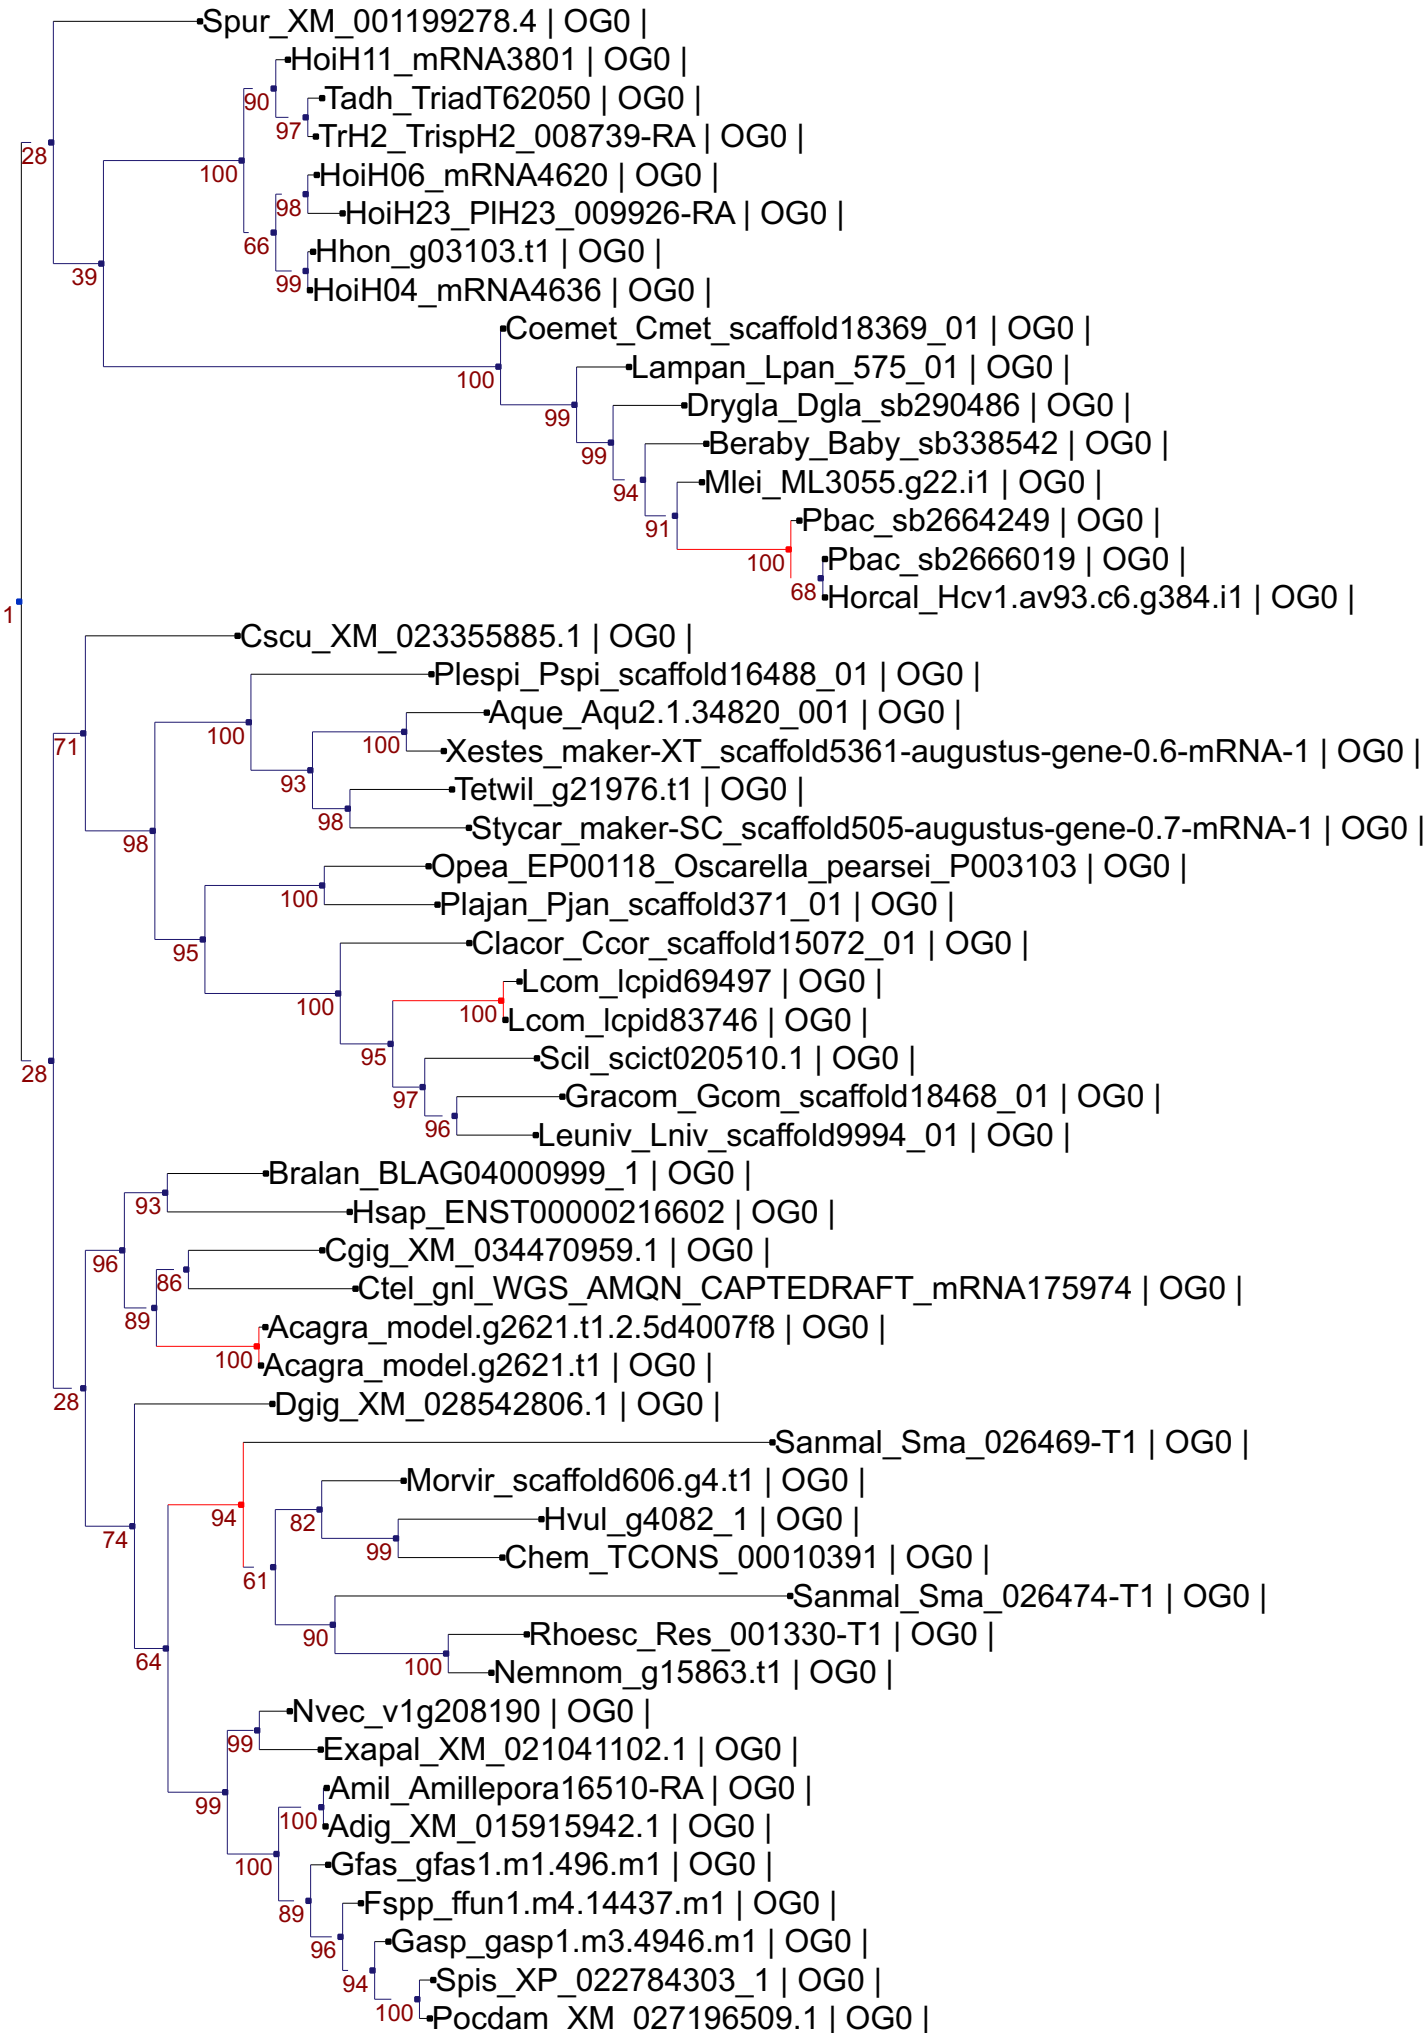 Spur_XM_001199278.4 | OG0 |
HoiH11_mRNA3801 | OG0 |
90
Tadh_TriadT62050 | OG0 |
97
TrH2_TrispH2_008739-RA | OG0 |
28
100
HoiH06_mRNA4620 | OG0 |
98
HoiH23_PlH23_009926-RA | OG0 |
66
Hhon_g03103.t1 | OG0 |
39
99
HoiH04_mRNA4636 | OG0 |
Coemet_Cmet_scaffold18369_01 | OG0 |
100
Lampan_Lpan_575_01 | OG0 |
99
Drygla_Dgla_sb290486 | OG0 |
99
Beraby_Baby_sb338542 | OG0 |
94
Mlei_ML3055.g22.i1 | OG0 |
91
Pbac_sb2664249 | OG0 |
100
Pbac_sb2666019 | OG0 |
68
Horcal_Hcv1.av93.c6.g384.i1 | OG0 |
1
Cscu_XM_023355885.1 | OG0 |
Plespi_Pspi_scaffold16488_01 | OG0 |
Aque_Aqu2.1.34820_001 | OG0 |
71
100
100
Xestes_maker-XT_scaffold5361-augustus-gene-0.6-mRNA-1 | OG0 |
93
Tetwil_g21976.t1 | OG0 |
98
Stycar_maker-SC_scaffold505-augustus-gene-0.7-mRNA-1 | OG0 |
98
Opea_EP00118_Oscarella_pearsei_P003103 | OG0 |
100
Plajan_Pjan_scaffold371_01 | OG0 |
95
Clacor_Ccor_scaffold15072_01 | OG0 |
Lcom_lcpid69497 | OG0 |
100
100
Lcom_lcpid83746 | OG0 |
95
Scil_scict020510.1 | OG0 |
28
97
Gracom_Gcom_scaffold18468_01 | OG0 |
96
Leuniv_Lniv_scaffold9994_01 | OG0 |
Bralan_BLAG04000999_1 | OG0 |
93
Hsap_ENST00000216602 | OG0 |
Cgig_XM_034470959.1 | OG0 |
96
86
Ctel_gnl_WGS_AMQN_CAPTEDRAFT_mRNA175974 | OG0 |
89
Acagra_model.g2621.t1.2.5d4007f8 | OG0 |
100
Acagra_model.g2621.t1 | OG0 |
28
Dgig_XM_028542806.1 | OG0 |
Sanmal_Sma_026469-T1 | OG0 |
Morvir_scaffold606.g4.t1 | OG0 |
94
82
Hvul_g4082_1 | OG0 |
74
99
Chem_TCONS_00010391 | OG0 |
61
Sanmal_Sma_026474-T1 | OG0 |
90
Rhoesc_Res_001330-T1 | OG0 |
64
100
Nemnom_g15863.t1 | OG0 |
Nvec_v1g208190 | OG0 |
99
Exapal_XM_021041102.1 | OG0 |
Amil_Amillepora16510-RA | OG0 |
99
100
Adig_XM_015915942.1 | OG0 |
100
Gfas_gfas1.m1.496.m1 | OG0 |
89
Fspp_ffun1.m4.14437.m1 | OG0 |
96
Gasp_gasp1.m3.4946.m1 | OG0 |
94
Spis_XP_022784303_1 | OG0 |
100
Pocdam_XM_027196509.1 | OG0 |